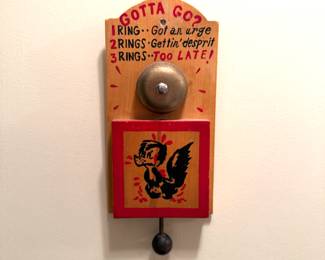 GOTTA GO?
1 RING·· Got an urge
2 RINGS· Gettin' desprit
3 RINGS·· TOO LATE!